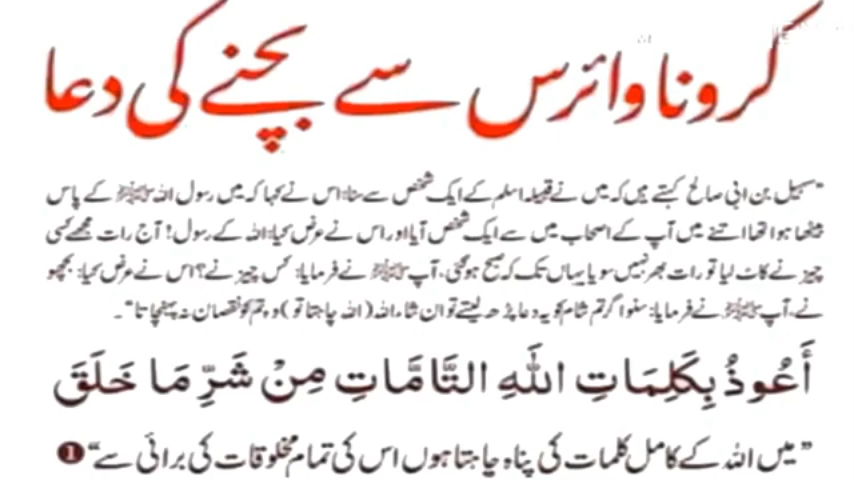 کرونا وائرس سے بچنے کی دعا
"سہیل بن ابی صالح کہتے ہیں کہ میں نے قبیلہ اسلم کے ایک شخص سے سنا: اس نے کہا کہ میں رسول اللہ ﷺ کے پاس
بیٹھا ہوا تھا اتنے میں آپ کے اصحاب میں سے ایک شخص آیا اور اس نے عرض کیا: اللہ کے رسول! آج رات مجھے کسی
چیز نے کاٹ لیا تو رات بھر نہیں سویا یہاں تک کہ صبح ہوگئی، آپ ﷺ نے فرمایا: کس چیز نے؟ اس نے عرض کیا: بچھو
نے، آپ ﷺ نے فرمایا: سنو اگر تم شام کو یہ دعا پڑھ لیتے تو ان شاء اللہ (اللہ چاہتا تو) وہ تم کو نقصان نہ پہنچاتا"۔
أَعُوذُ بِكَلِمَاتِ اللَّهِ التَّامَّاتِ مِنْ شَرِّ مَا خَلَقَ
"میں اللہ کے کامل کلمات کی پناہ چاہتا ہوں اس کی تمام مخلوقات کی برائی سے" 1